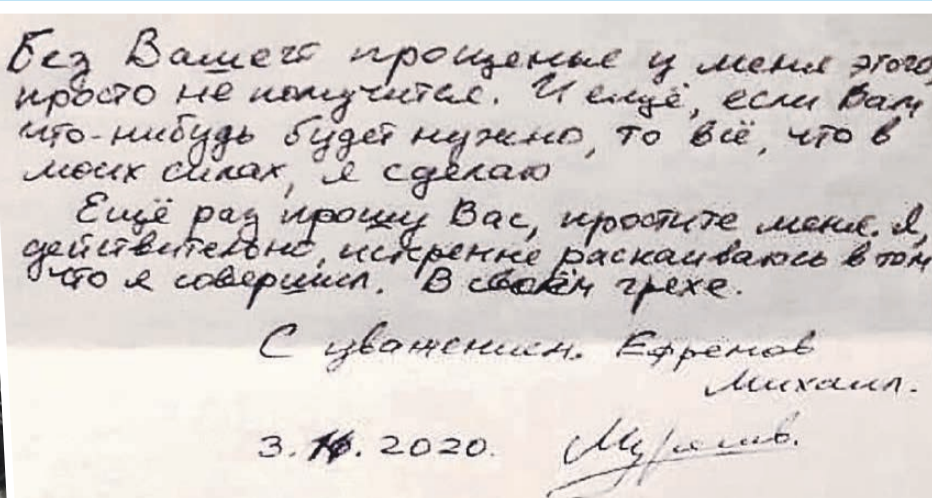 Без Вашего прощенья у меня этого,
просто не получится. И ещё, если Вам
что-нибудь будет нужно, то всё, что в
моих силах, я сделаю
Ещё раз прошу Вас, простите меня. Я,
действительно, искренне раскаиваюсь в том
что я совершил. В своём грехе.
С уважением. Ефремов
Михаил.
3. .2020.